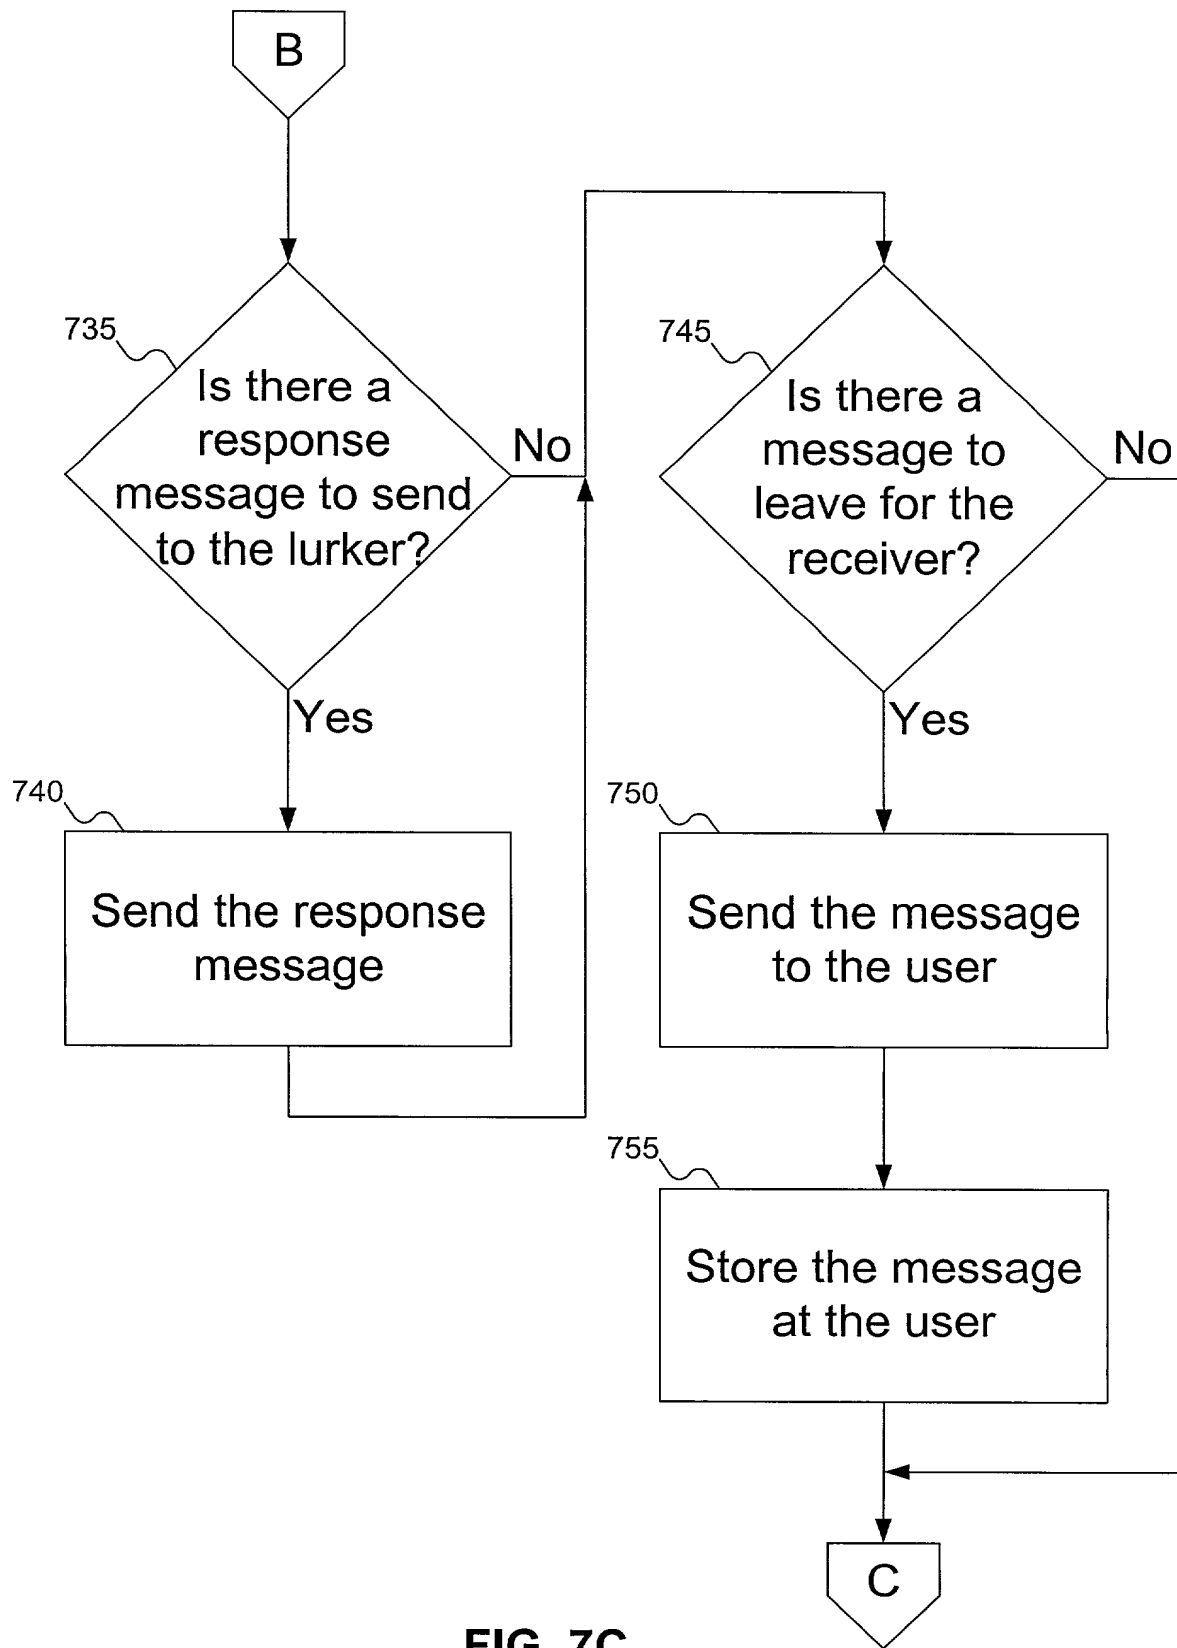 B
735
Is there a
response
message to send
to the lurker?
No
Yes
740
Send the response
message
745
Is there a
message to
leave for the
receiver?
No
Yes
750
Send the message
to the user
755
Store the message
at the user
C
FIG. 7C